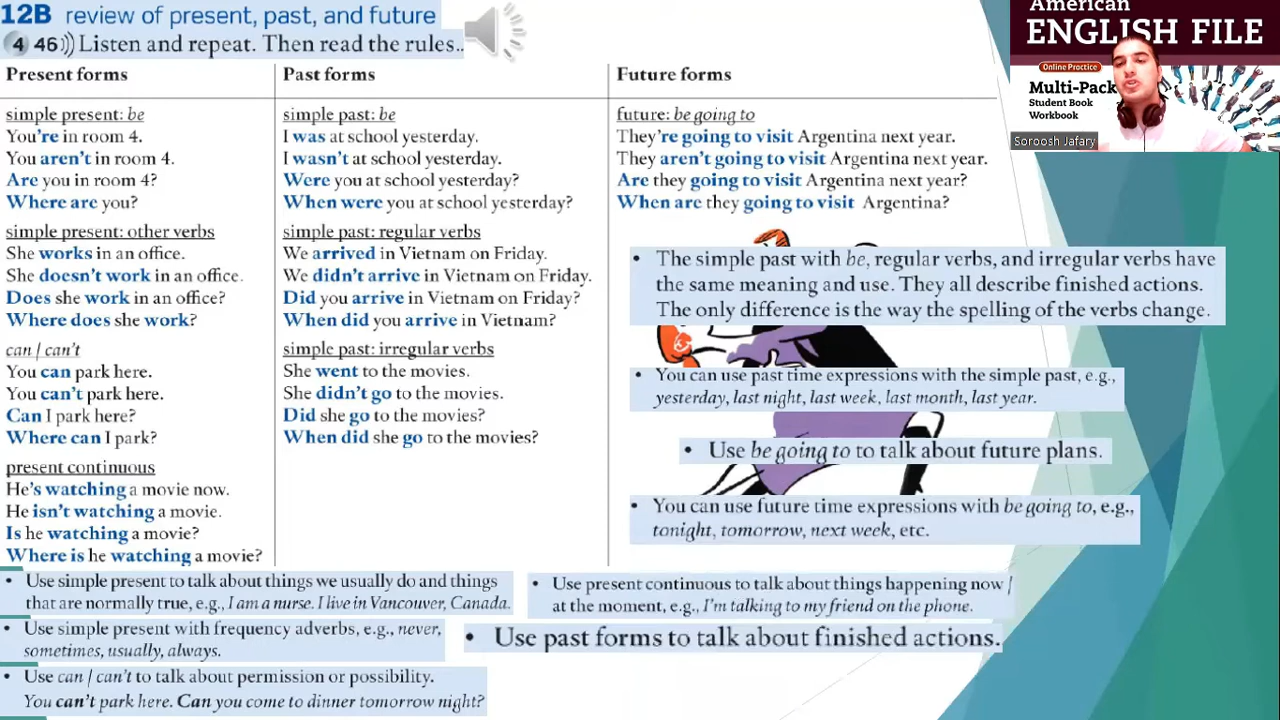 12B review of present, past, and future
4 46)) Listen and repeat. Then read the rules..
Present forms
simple present: be
You're in room 4.
You aren't in room 4.
Are you in room 4?
Where are you?
simple present: other verbs
She works in an office.
She doesn't work in an office.
Does she work in an office?
Where does she work?
can / can't
You can park here.
You can't park here.
Can I park here?
Where can I park?
present continuous
He's watching a movie now.
He isn't watching a movie.
Is he watching a movie?
Where is he watching a movie?
Past forms
simple past: be
I was at school yesterday.
I wasn't at school yesterday.
Were you at school yesterday?
When were you at school yesterday?
simple past: regular verbs
We arrived in Vietnam on Friday.
We didn't arrive in Vietnam on Friday.
Did you arrive in Vietnam on Friday?
When did you arrive in Vietnam?
simple past: irregular verbs
She went to the movies.
She didn't go to the movies.
Did she go to the movies?
When did she go to the movies?
Future forms
future: be going to
They're going to visit Argentina next year.
They aren't going to visit Argentina next year.
Are they going to visit Argentina next year?
When are they going to visit Argentina?
• The simple past with be, regular verbs, and irregular verbs have
the same meaning and use. They all describe finished actions.
The only difference is the way the spelling of the verbs change.
• You can use past time expressions with the simple past, e.g.,
yesterday, last night, last week, last month, last year.
• Use be going to to talk about future plans.
• You can use future time expressions with be going to, e.g.,
tonight, tomorrow, next week, etc.
• Use simple present to talk about things we usually do and things
that are normally true, e.g., I am a nurse. I live in Vancouver, Canada.
• Use simple present with frequency adverbs, e.g., never,
sometimes, usually, always.
• Use can / can't to talk about permission or possibility.
You can't park here. Can you come to dinner tomorrow night?
• Use present continuous to talk about things happening now /
at the moment, e.g., I'm talking to my friend on the phone.
• Use past forms to talk about finished actions.
American
ENGLISH FILE
Online Practice
Multi-Pack
Student Book
Workbook
Soroosh Jafary